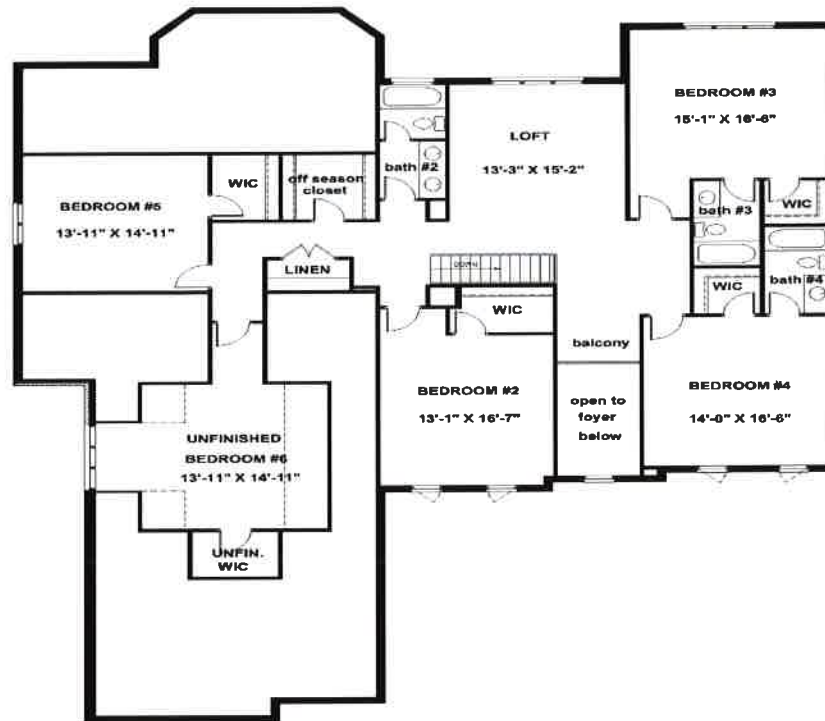 BEDROOM #3
15'-1" X 16'-6"
LOFT
13'-3" X 15'-2"
bath #2
WIC
off season
closet
BEDROOM #5
13'-11" X 14'-11"
bath #3
WIC
LINEN
DOWN
WIC
bath #4
WIC
balcony
BEDROOM #2
13'-1" X 16'-7"
open to
foyer
below
BEDROOM #4
14'-0" X 16'-6"
UNFINISHED
BEDROOM #6
13'-11" X 14'-11"
UNFIN.
WIC